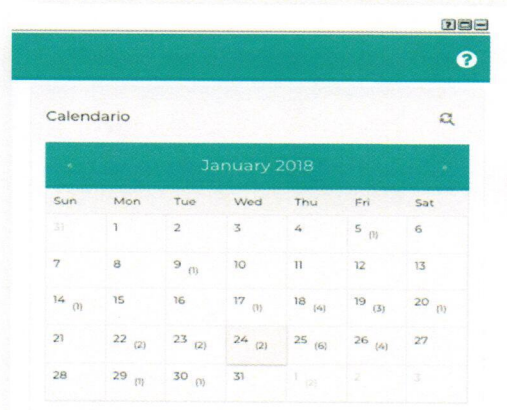 ?
?
Calendario
January 2018
Sun Mon Tue Wed Thu Fri Sat
31 1 2 3 4 5 (1) 6
7 8 9 (1) 10 11 12 13
14 (1) 15 16 17 (1) 18 (4) 19 (3) 20 (1)
21 22 (2) 23 (2) 24 (2) 25 (6) 26 (4) 27
28 29 (1) 30 (1) 31 1 (2) 2 3